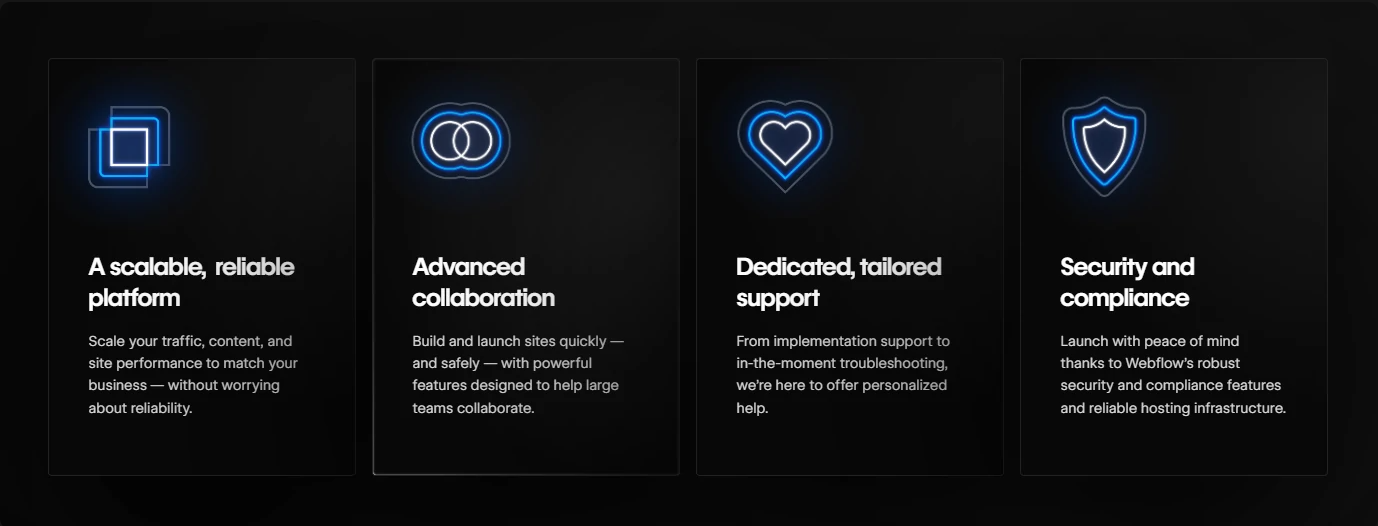 A scalable, reliable
platform
Scale your traffic, content, and
site performance to match your
business — without worrying
about reliability.
Advanced
collaboration
Build and launch sites quickly —
and safely — with powerful
features designed to help large
teams collaborate.
Dedicated, tailored
support
From implementation support to
in-the-moment troubleshooting,
we’re here to offer personalized
help.
Security and
compliance
Launch with peace of mind
thanks to Webflow’s robust
security and compliance features
and reliable hosting infrastructure.